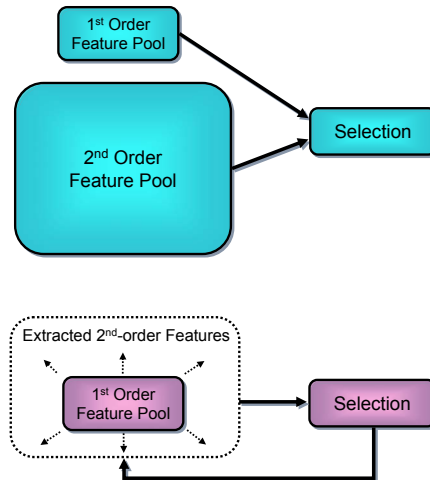 1st Order
Feature Pool
2nd Order
Feature Pool
Selection
Extracted 2nd-order Features
1st Order
Feature Pool
Selection